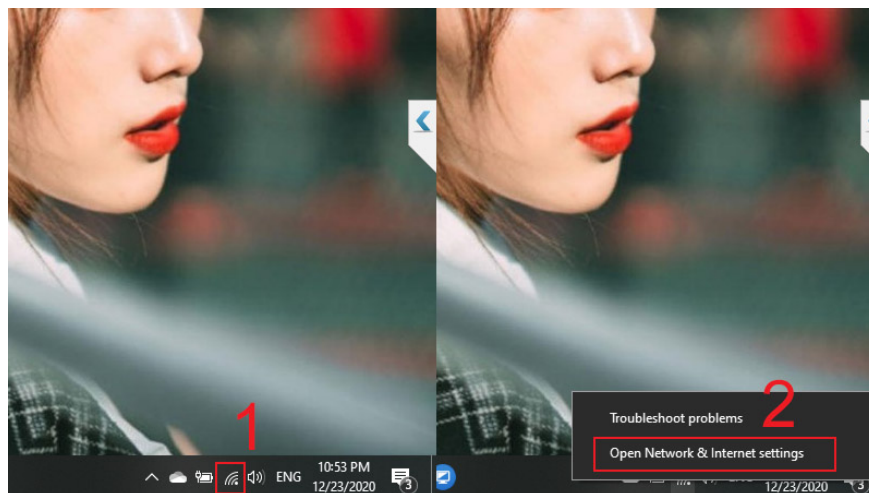 1
ENG
10:53 PM
12/23/2020
3
2
Troubleshoot problems
Open Network & Internet settings
12/23/2020
3